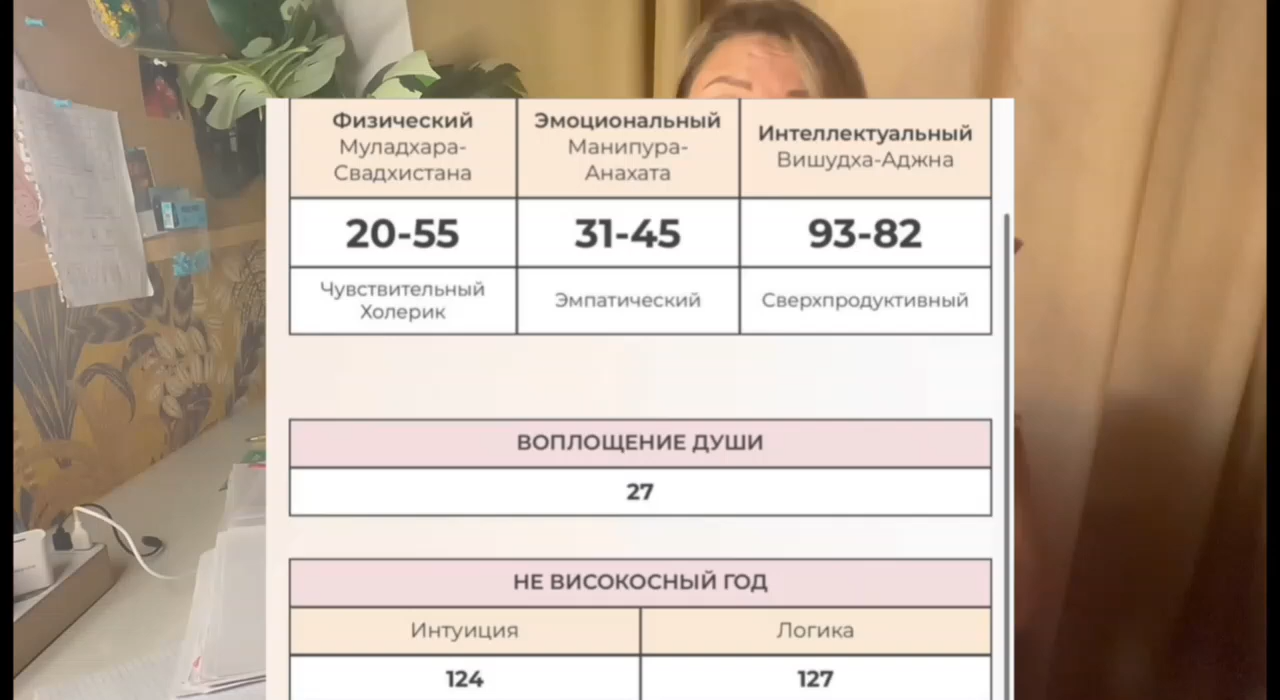 Физический
Муладхара-
Свадхистана
Эмоциональный
Манипура-
Анахата
Интеллектуальный
Вишудха-Аджна
20-55
31-45
93-82
Чувствительный
Холерик
Эмпатический
Сверхпродуктивный
ВОПЛОЩЕНИЕ ДУШИ
27
НЕ ВИСОКОСНЫЙ ГОД
Интуиция
Логика
124
127